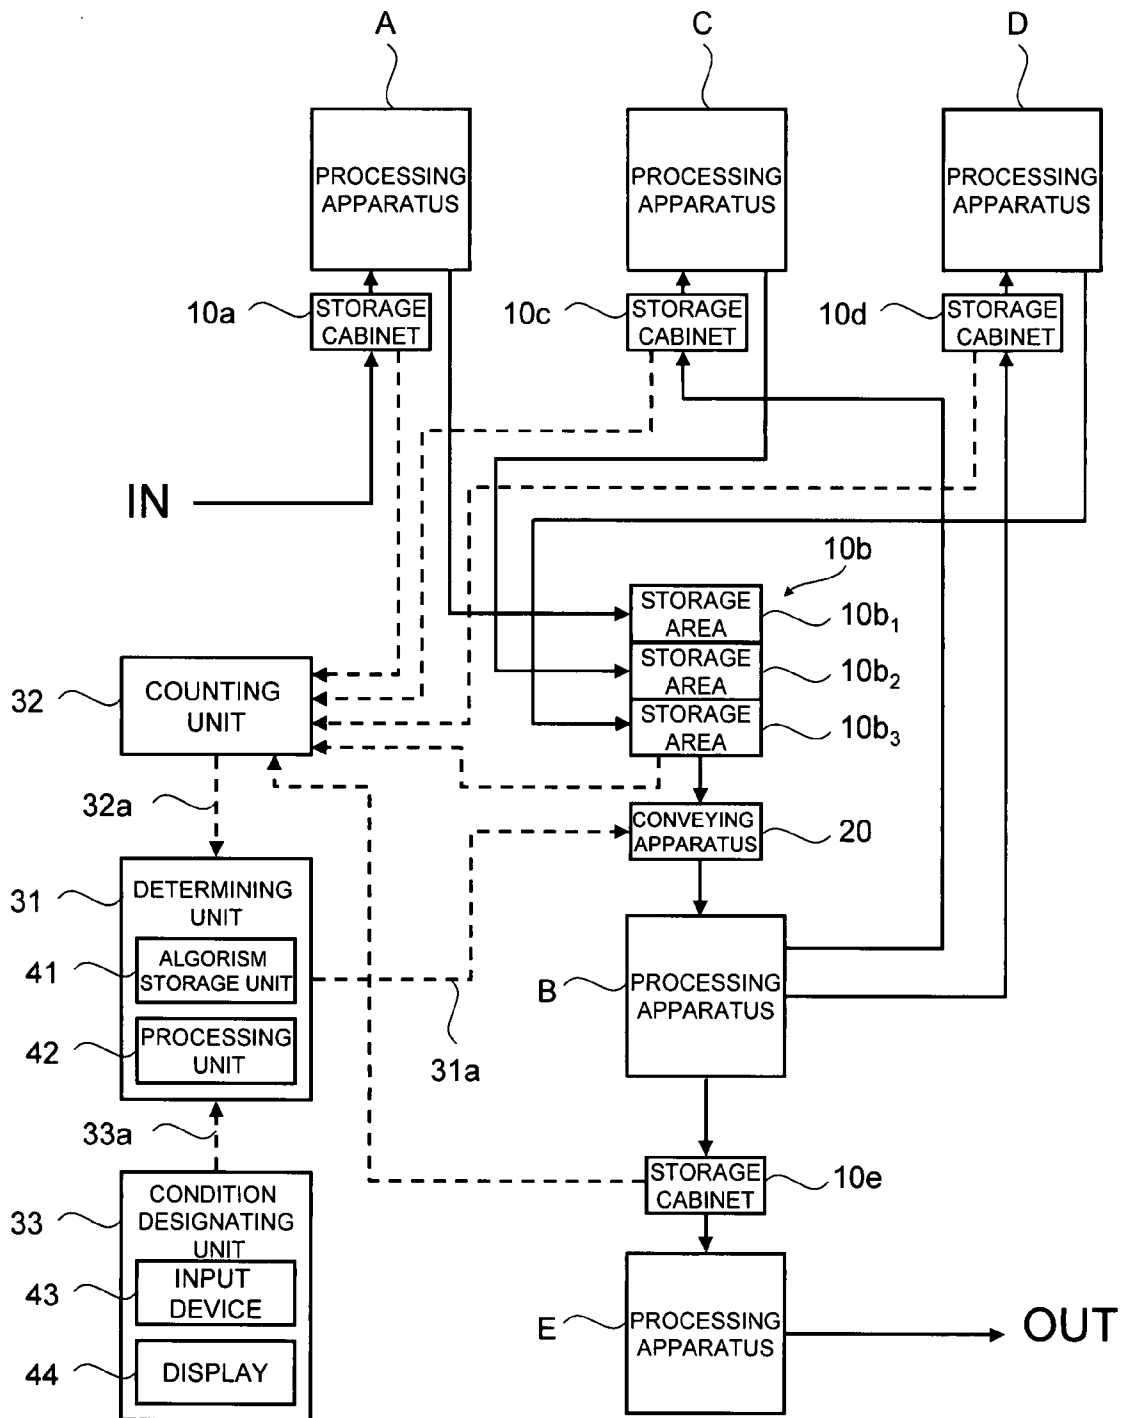 A
C
D
PROCESSING
APPARATUS
PROCESSING
APPARATUS
PROCESSING
APPARATUS
10a
STORAGE
CABINET
10c
STORAGE
CABINET
10d
STORAGE
CABINET
IN
10b
STORAGE
AREA
10b1
STORAGE
AREA
10b2
STORAGE
AREA
10b3
32
COUNTING
UNIT
32a
CONVEYING
APPARATUS
20
31
DETERMINING
UNIT
41
ALGORISM
STORAGE UNIT
42
PROCESSING
UNIT
31a
B
PROCESSING
APPARATUS
33a
33
CONDITION
DESIGNATING
UNIT
43
INPUT
DEVICE
44
DISPLAY
STORAGE
CABINET
10e
E
PROCESSING
APPARATUS
OUT